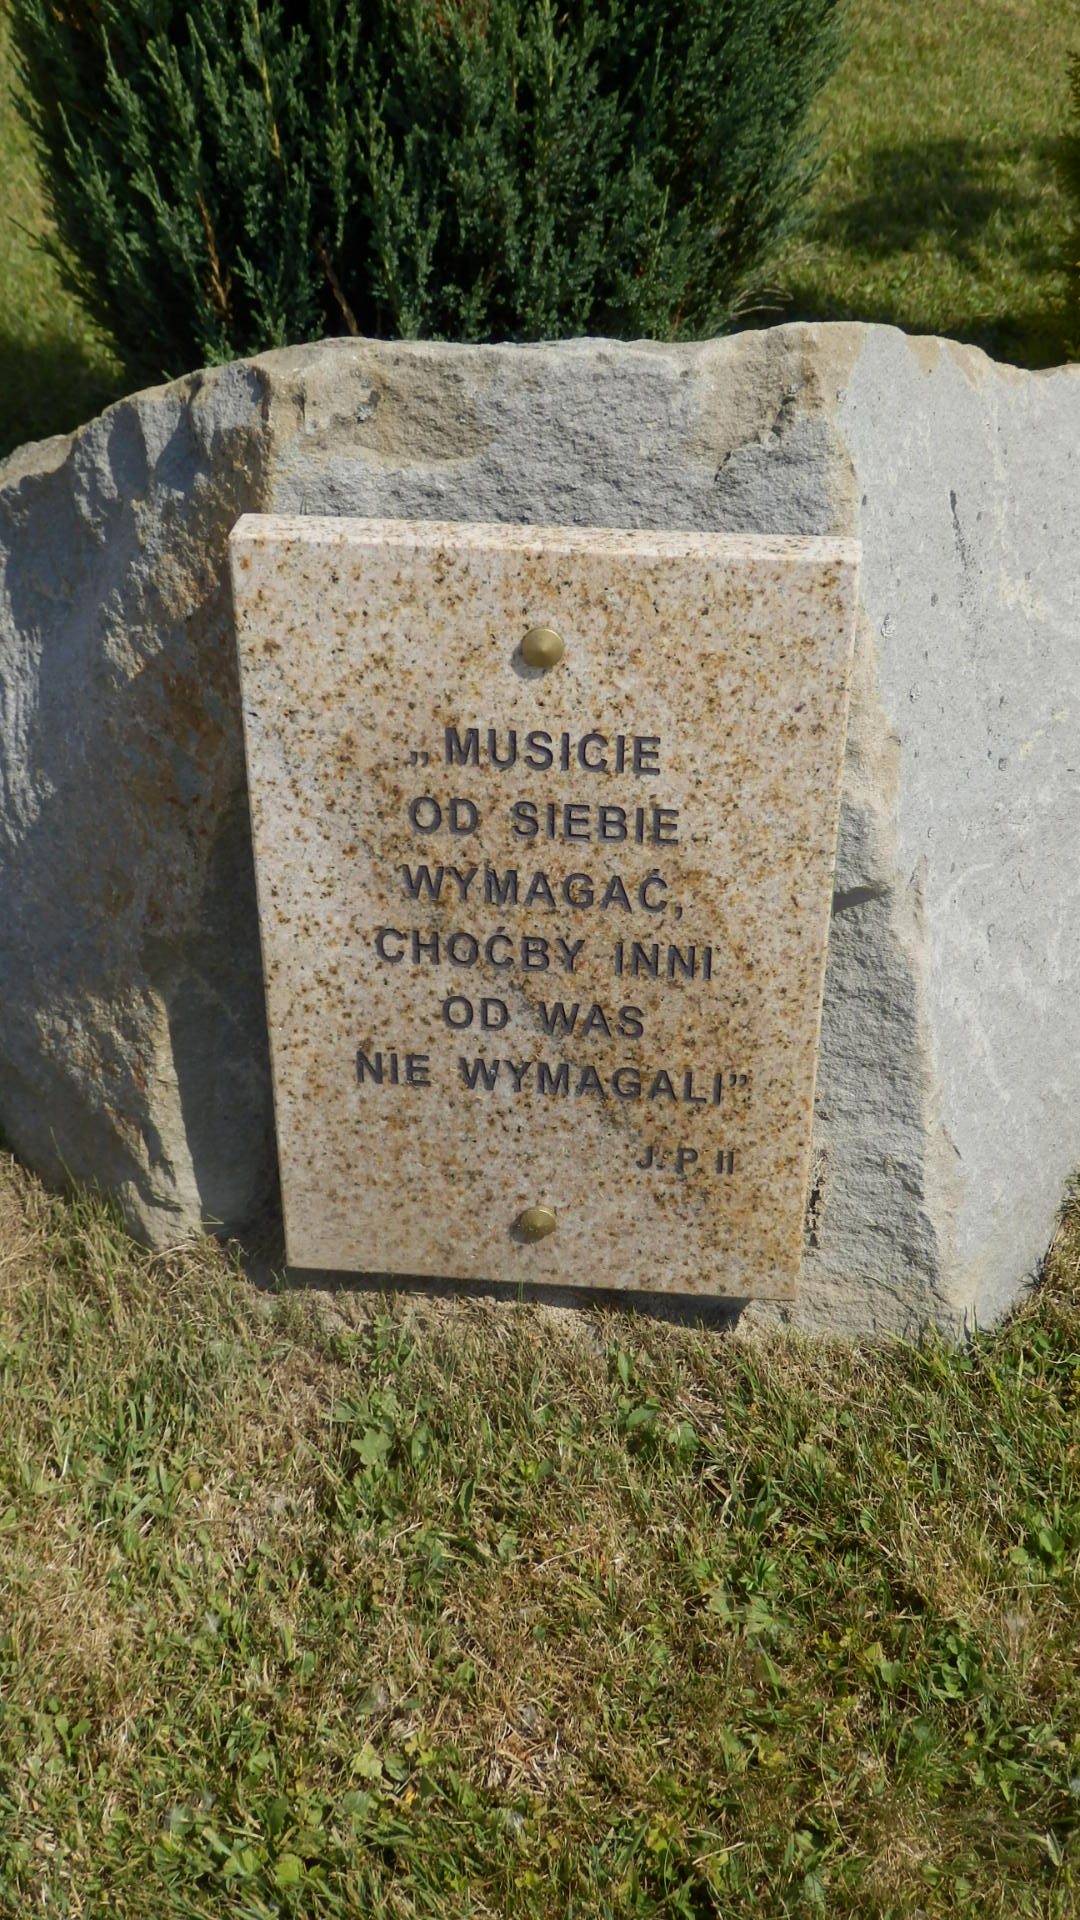 „MUSICIE
OD SIEBIE
WYMAGAĆ,
CHOĆBY INNI
OD WAS
NIE WYMAGALI”
J. P. II